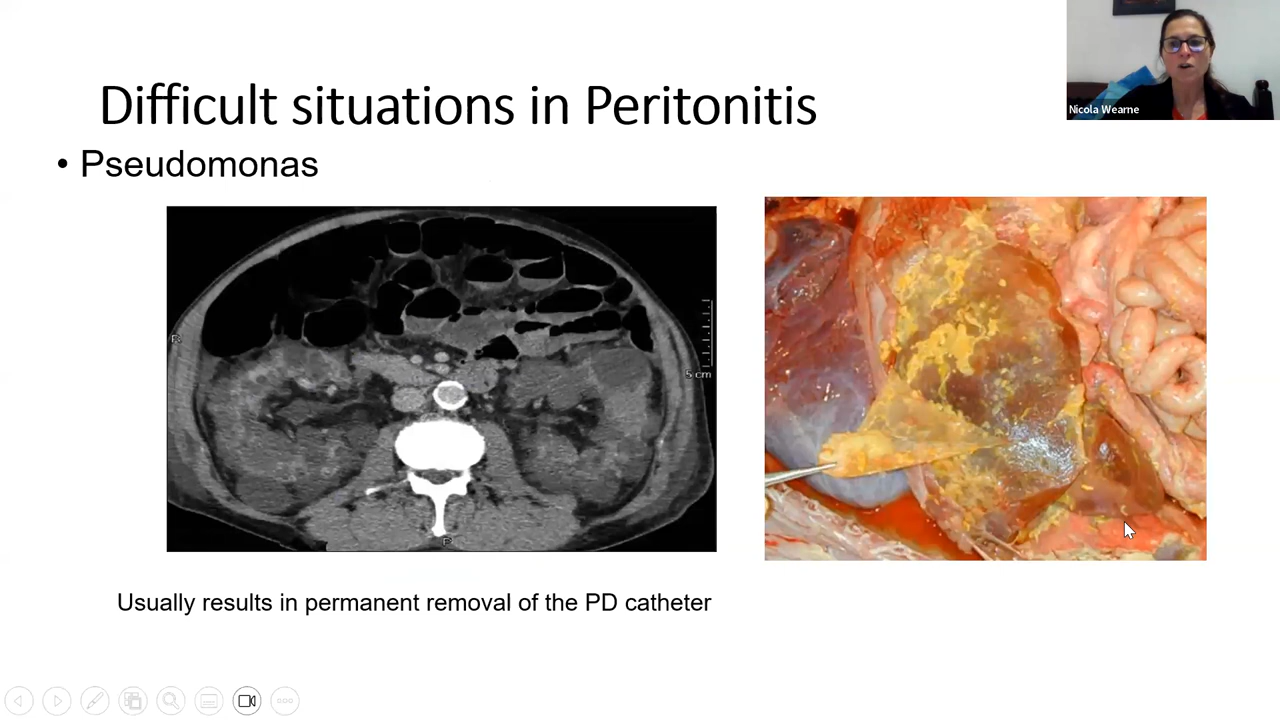 Difficult situations in Peritonitis
Nicola Wearne
• Pseudomonas
R
5 cm
P
Usually results in permanent removal of the PD catheter